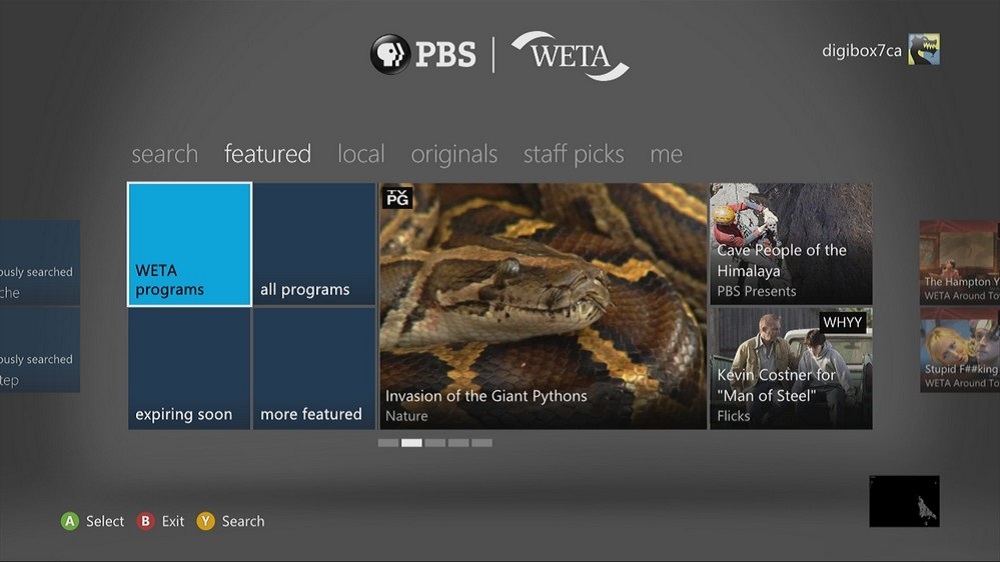 PBS | WETA
digibox7ca
search featured local originals staff picks me
ously searched
che
ously searched
tep
WETA
programs
all programs
expiring soon
more featured
TV
PG
Invasion of the Giant Pythons
Nature
Cave People of the
Himalaya
PBS Presents
WHYY
Kevin Costner for
"Man of Steel"
Flicks
The Hampton Y
WETA Around To
Stupid F##king
WETA Around To
A Select B Exit Y Search